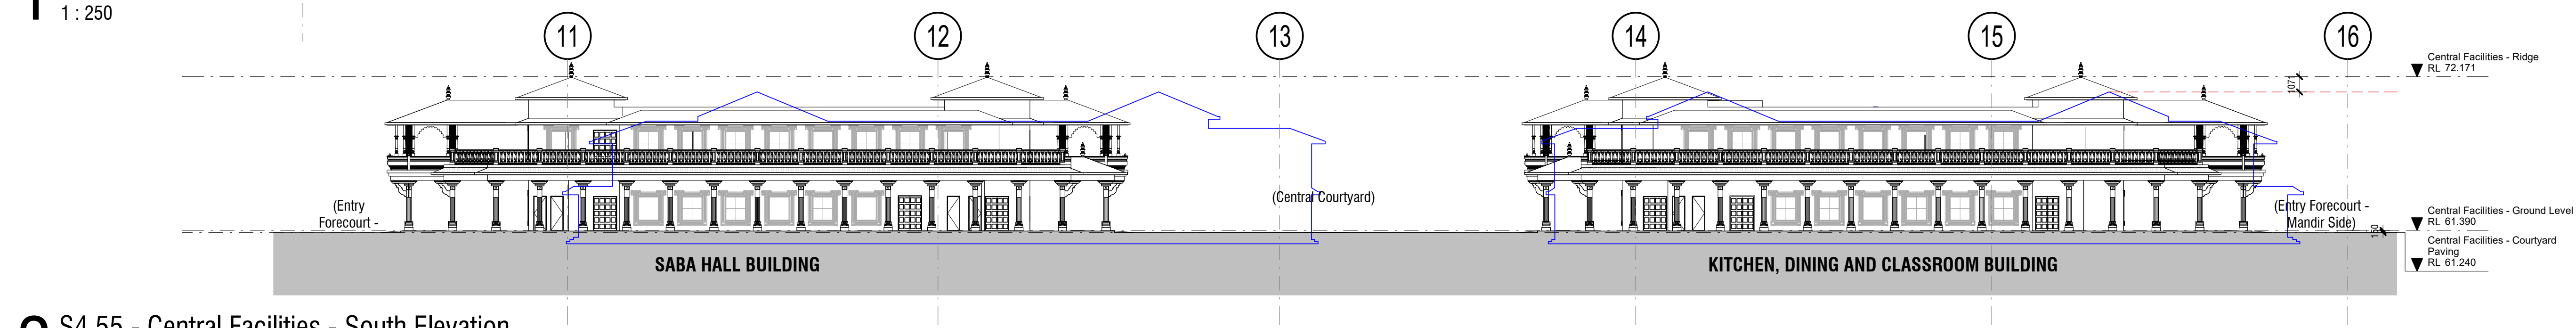 1 : 250
11
12
13
14
15
16
Central Facilities - Ridge
RL 72.171
1071
(Entry
Forecourt -
(Central Courtyard)
(Entry Forecourt -
Mandir Side)
Central Facilities - Ground Level
RL 61.390
150
Central Facilities - Courtyard
Paving
RL 61.240
SABA HALL BUILDING
KITCHEN, DINING AND CLASSROOM BUILDING
S4.55 - Central Facilities - South Elevation